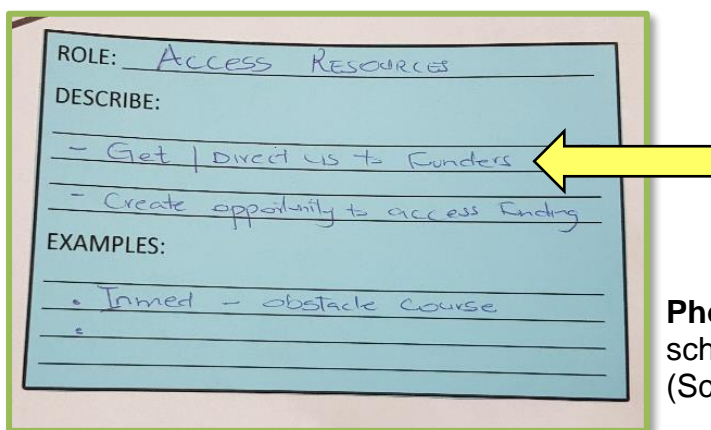 ROLE: Access Resources
DESCRIBE:
- Get / Direct us to Funders
- Create opportunity to access funding
EXAMPLES:
• Inmed - obstacle course
•
Pho
sch
(Sc